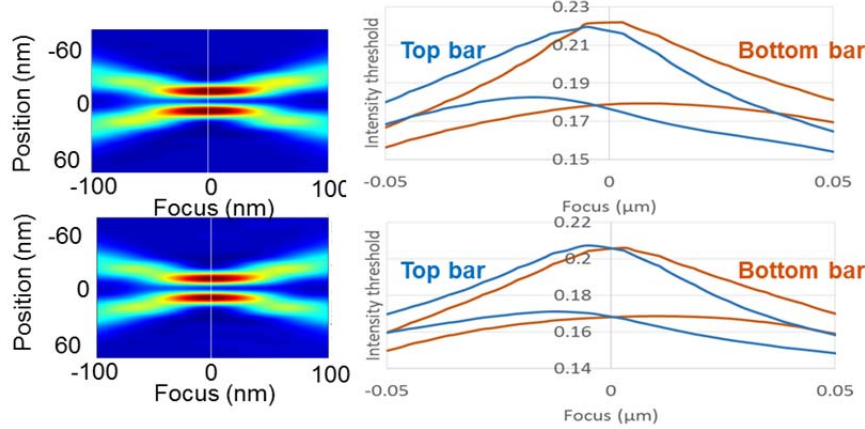 Position (nm)
-60
0
60
-100
0
100
Focus (nm)
Position (nm)
-60
0
60
-100
0
100
Focus (nm)
Top bar
Bottom bar
Intensity threshold
0.23
0.21
0.19
0.17
0.15
-0.05
0
0.05
Focus (µm)
Top bar
Bottom bar
Intensity threshold
0.22
0.2
0.18
0.16
0.14
-0.05
0
0.05
Focus (µm)